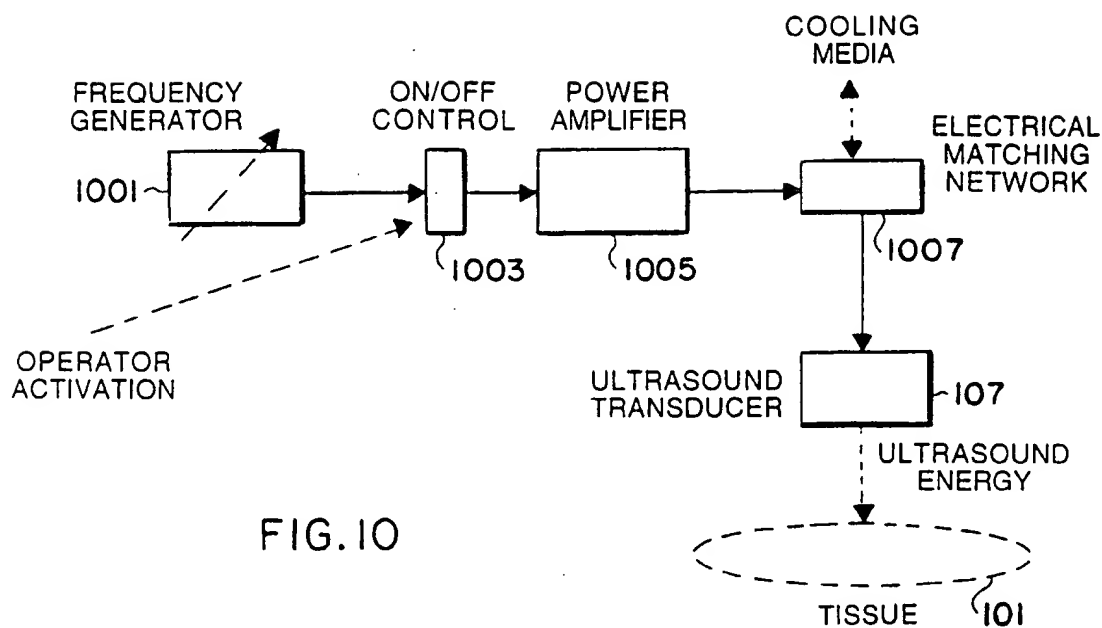 COOLING
MEDIA
FREQUENCY
GENERATOR
ON/OFF
CONTROL
POWER
AMPLIFIER
ELECTRICAL
MATCHING
NETWORK
1001
1003
1005
1007
OPERATOR
ACTIVATION
ULTRASOUND
TRANSDUCER
107
ULTRASOUND
ENERGY
FIG.10
TISSUE
101